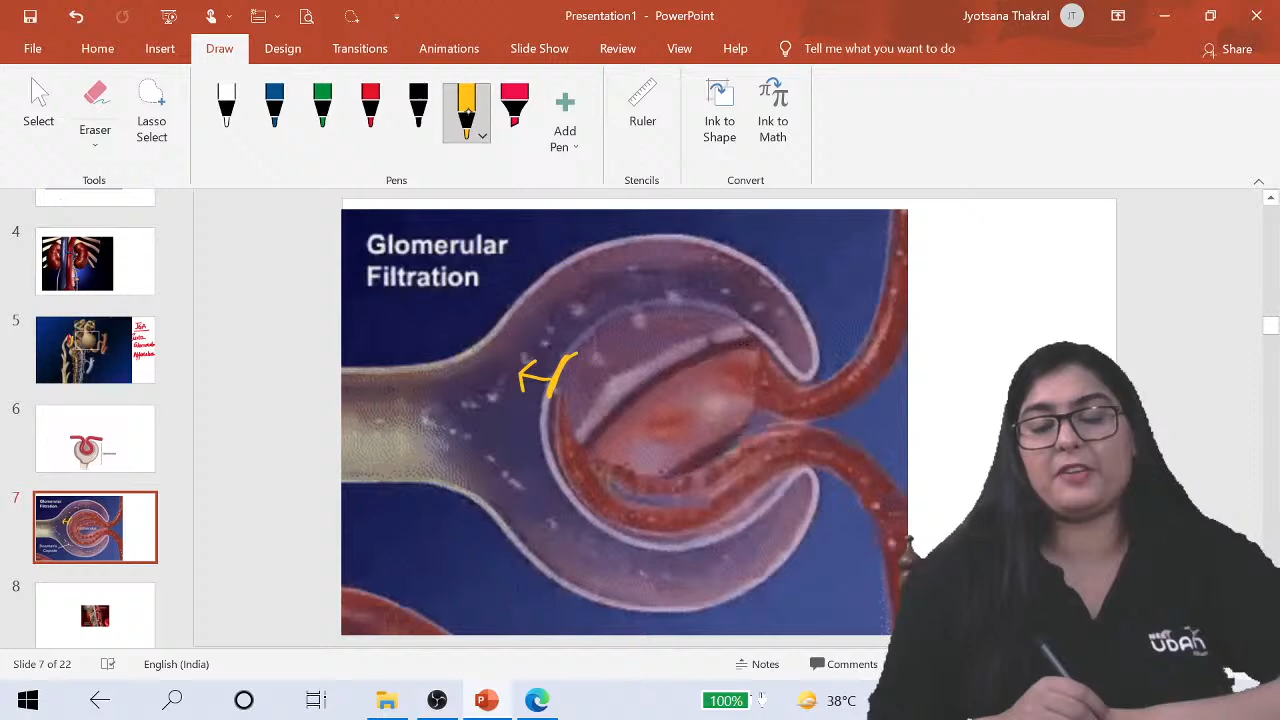 Presentation1 - PowerPoint
Jyotsana Thakral
JT
File
Home
Insert
Draw
Design
Transitions
Animations
Slide Show
Review
View
Help
Tell me what you want to do
Share
Select
Eraser
Lasso
Select
Add
Pen
Ruler
Ink to
Shape
Ink to
Math
Tools
Pens
Stencils
Convert
4
5
6
7
8
Glomerular
Filtration
NEET
UDAN
Slide 7 of 22
English (India)
Notes
Comments
100%
38°C